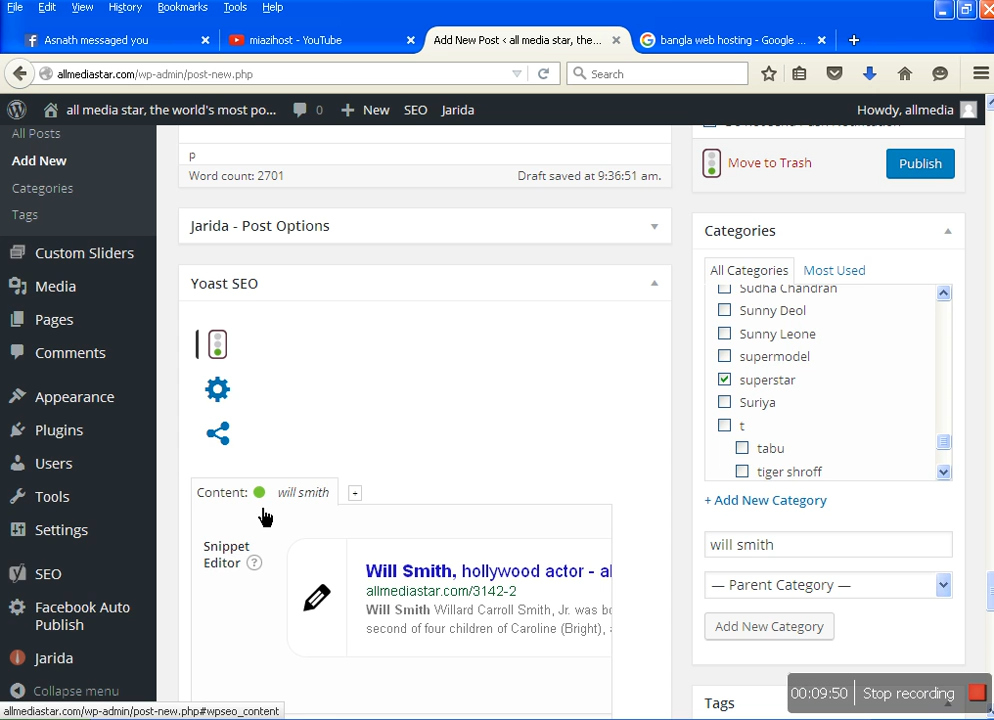 File Edit View History Bookmarks Tools Help
Asnath messaged you × miazihost - YouTube × Add New Post ‹ all media star, the... × bangla web hosting - Google ... × +
allmediastar.com/wp-admin/post-new.php Search
all media star, the world's most po... 0 New SEO Jarida Howdy, allmedia
All Posts
Add New
Categories
Tags
Custom Sliders
Media
Pages
Comments
Appearance
Plugins
Users
Tools
Settings
SEO
Facebook Auto
Publish
Jarida
Collapse menu
p
Word count: 2701 Draft saved at 9:36:51 am.
Jarida - Post Options
Yoast SEO
Content: will smith +
Snippet
Editor ?
Will Smith, hollywood actor - al
allmediastar.com/3142-2
Will Smith Willard Carroll Smith, Jr. was bo
second of four children of Caroline (Bright),
Move to Trash Publish
Categories
All Categories Most Used
Sudha Chandran
Sunny Deol
Sunny Leone
supermodel
superstar
Suriya
t
tabu
tiger shroff
+ Add New Category
will smith
— Parent Category —
Add New Category
Tags
00:09:50 Stop recording
allmediastar.com/wp-admin/post-new.php#wpseo_content